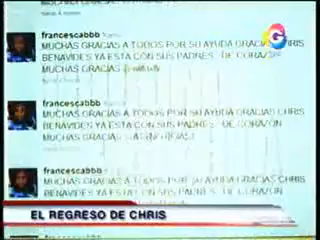 MUCHAS GRACIAS
G
francescabbb
MUCHAS GRACIAS A TODOS POR SU AYUDA GRACIAS CHRIS
BENAVIDES YA ESTA CON SUS PADRES DE CORAZON
MUCHAS GRACIAS
francescabbb
MUCHAS GRACIAS A TODOS POR SU AYUDA GRACIAS CHRIS
BENAVIDES YA ESTA CON SUS PADRES DE CORAZON
MUCHAS GRACIAS
francescabbb
MUCHAS GRACIAS A TODOS POR SU AYUDA GRACIAS CHRIS
BENAVIDES YA ESTA CON SUS PADRES DE CORAZON
EL REGRESO DE CHRIS